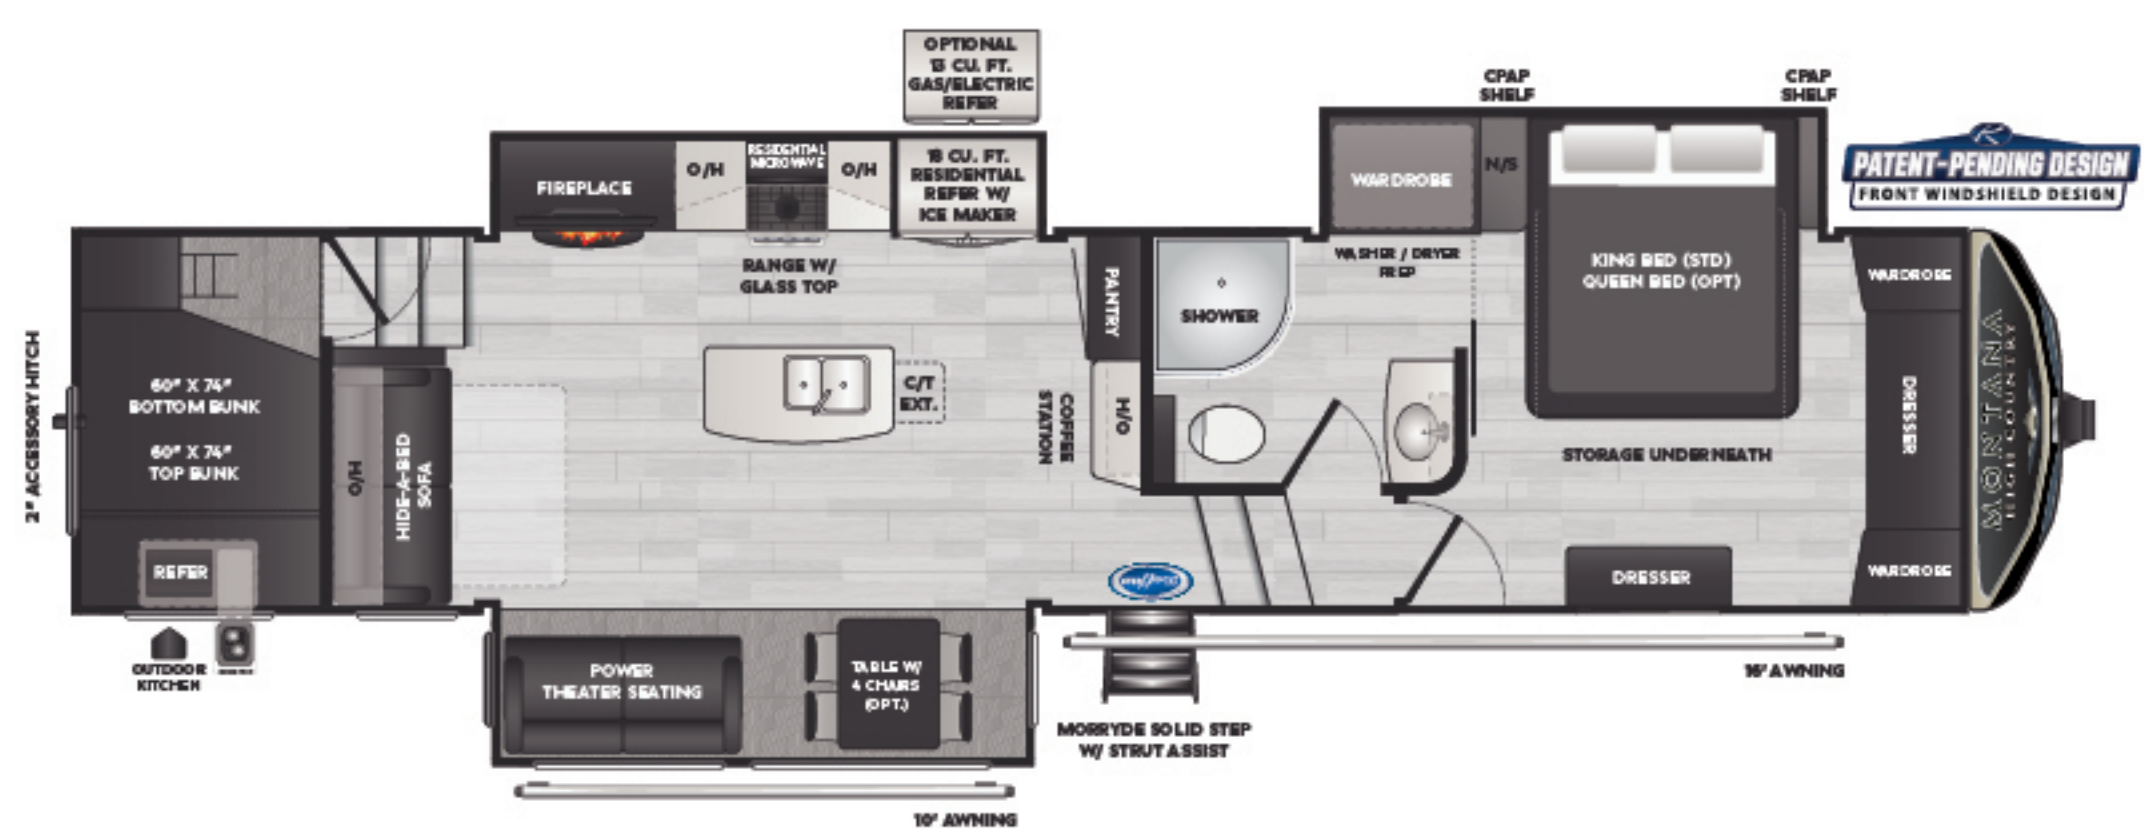 OPTIONAL
13 CU. FT.
GAS/ELECTRIC
REFER
CPAP
SHELF
CPAP
SHELF
PATENT-PENDING DESIGN
FRONT WINDSHIELD DESIGN
FIREPLACE
O/H
RESIDENTIAL
MICROWAVE
O/H
18 CU. FT.
RESIDENTIAL
REFER W/
ICE MAKER
WARDROBE
N/S
RANGE W/
GLASS TOP
PANTRY
SHOWER
WASHER / DRYER
PREP
KING BED (STD)
QUEEN BED (OPT)
WARDROBE
2" ACCESSORY HITCH
60" X 74"
BOTTOM BUNK
60" X 74"
TOP BUNK
O/H
HIDE-A-BED
SOFA
C/T
EXT.
COFFEE
STATION
O/H
STORAGE UNDERNEATH
DRESSER
MONTANA
HIGH COUNTRY
REFER
DRESSER
WARDROBE
OUTDOOR
KITCHEN
POWER
THEATER SEATING
TABLE W/
4 CHAIRS
(OPT.)
16' AWNING
MORRYDE SOLID STEP
W/ STRUT ASSIST
10' AWNING